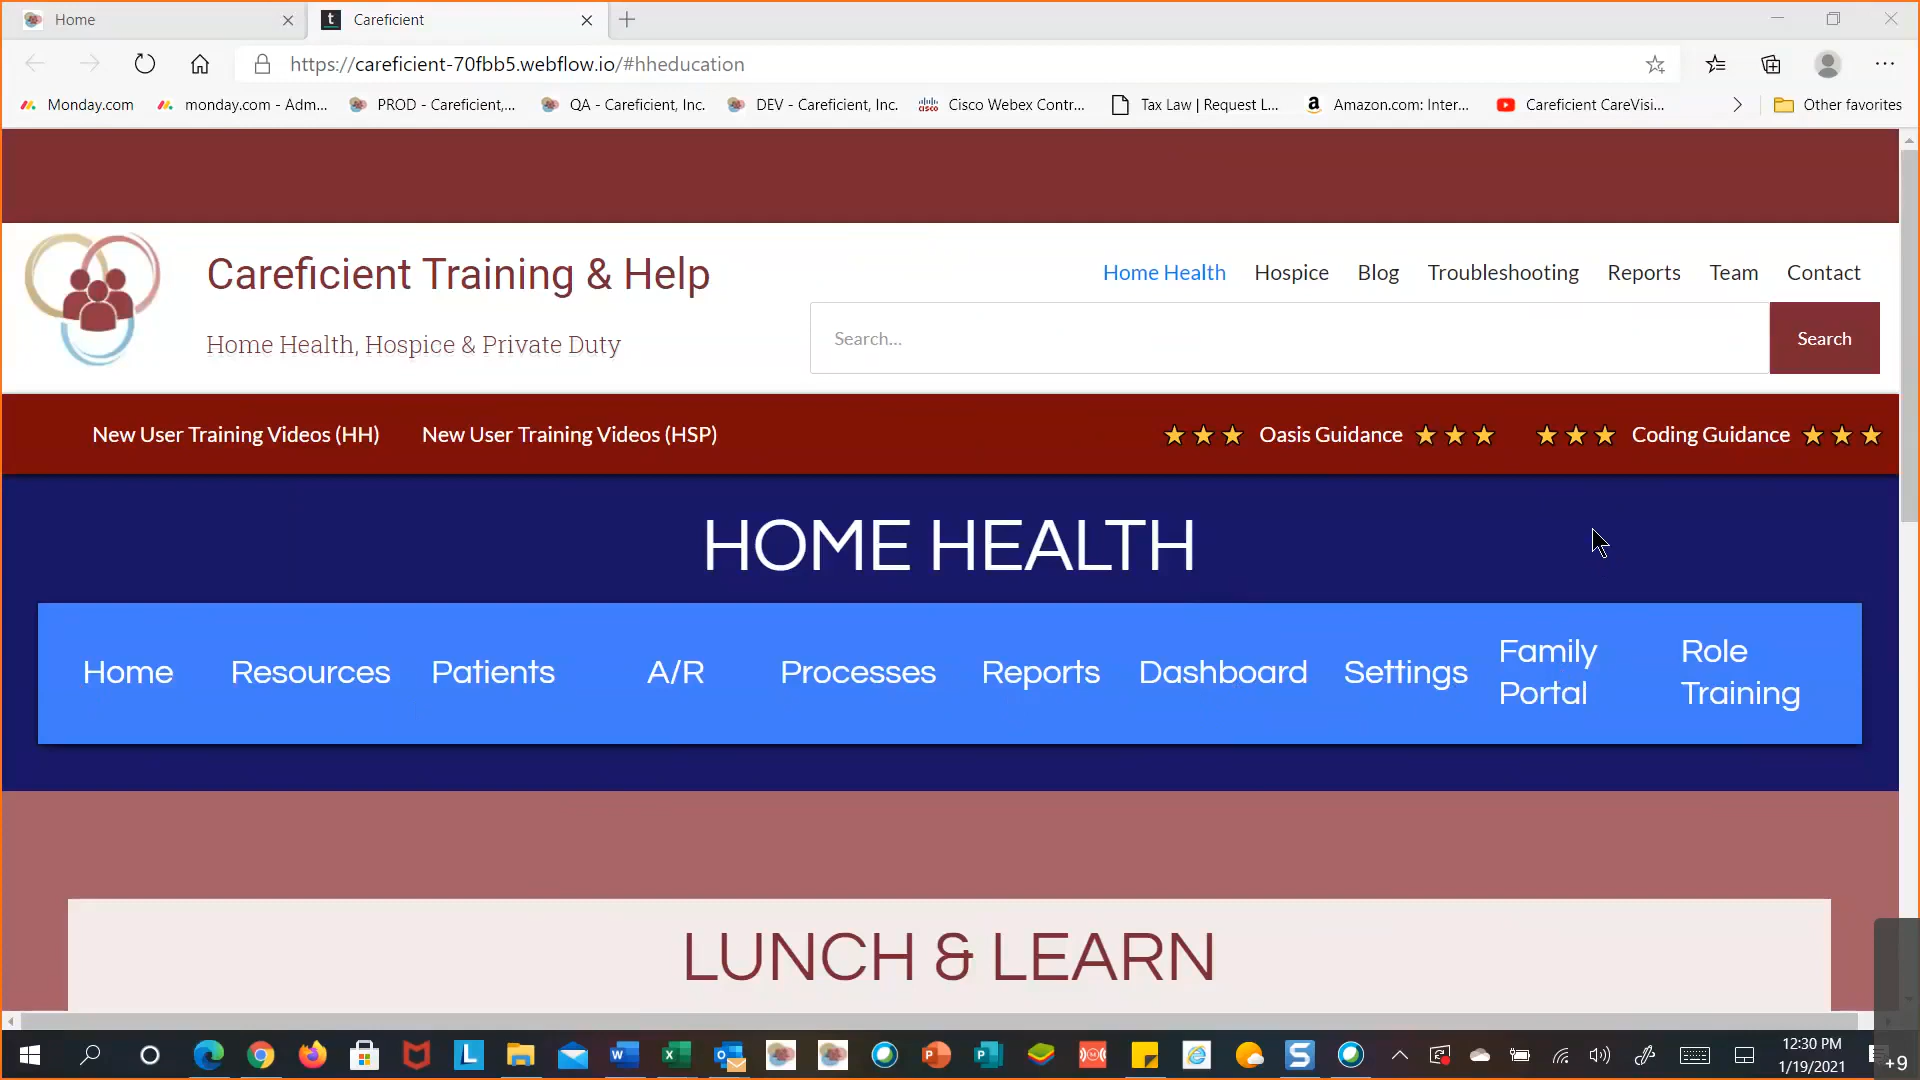 Home
Careficient
https://careficient-70fbb5.webflow.io/#hheducation
Monday.com
monday.com - Adm...
PROD - Careficient,...
QA - Careficient, Inc.
DEV - Careficient, Inc.
Cisco Webex Contr...
Tax Law | Request L...
Amazon.com: Inter...
Careficient CareVisi...
Other favorites
Careficient Training & Help
Home Health, Hospice & Private Duty
Home Health
Hospice
Blog
Troubleshooting
Reports
Team
Contact
Search...
Search
New User Training Videos (HH)
New User Training Videos (HSP)
Oasis Guidance
Coding Guidance
HOME HEALTH
Home
Resources
Patients
A/R
Processes
Reports
Dashboard
Settings
Family
Portal
Role
Training
LUNCH & LEARN
12:30 PM
1/19/2021
+9